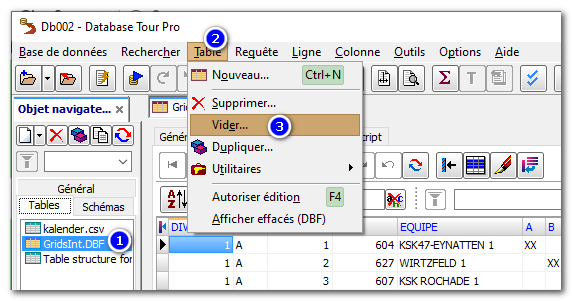 Db002 - Database Tour Pro
Base de données Rechercher Table Requête Ligne Colonne Outils Options Aide
2
Nouveau... Ctrl+N
Supprimer...
Vider... 3
Dupliquer...
Utilitaires
Autoriser édition F4
Afficher effacés (DBF)
Objet navigate...
Général
Tables Schémas
kalender.csv
GridsInt.DBF 1
Table structure for
EQUIPE A B
1 A 1 604 KSK47-EYNATTEN 1 XX
1 A 2 627 WIRTZFELD 1 XX
1 A 3 607 KSK ROCHADE 1